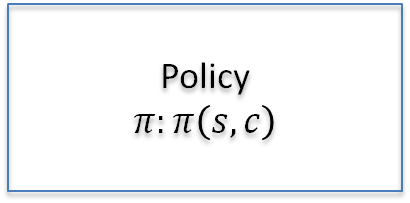 Policy
𝜋: 𝜋(𝑠, 𝑐)